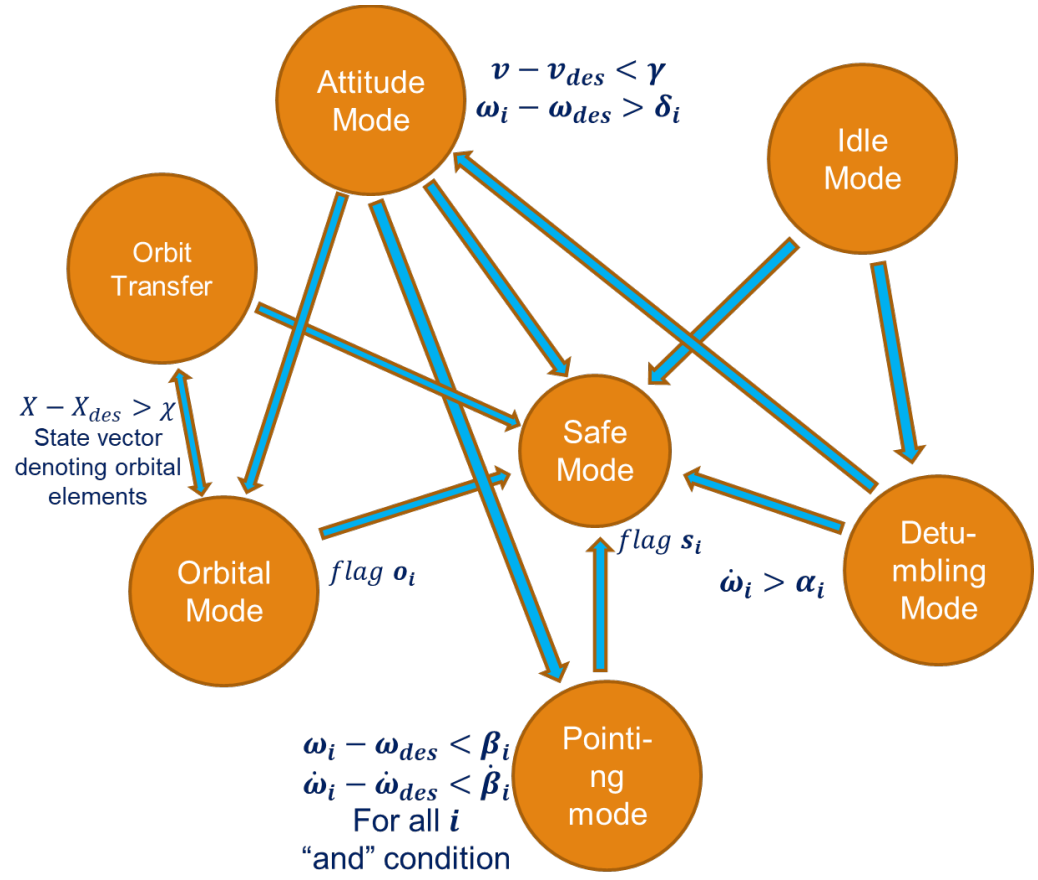 Attitude
Mode
v − v_des < γ
ω_i − ω_des > δ_i
Idle
Mode
Orbit
Transfer
X − X_des > χ
State vector
denoting orbital
elements
Safe
Mode
flag s_i
Orbital
Mode
flag o_i
Detu-
mbling
Mode
ω̇_i > α_i
ω_i − ω_des < β_i
ω̇_i − ω̇_des < β̇_i
For all i
“and” condition
Pointi-
ng
mode